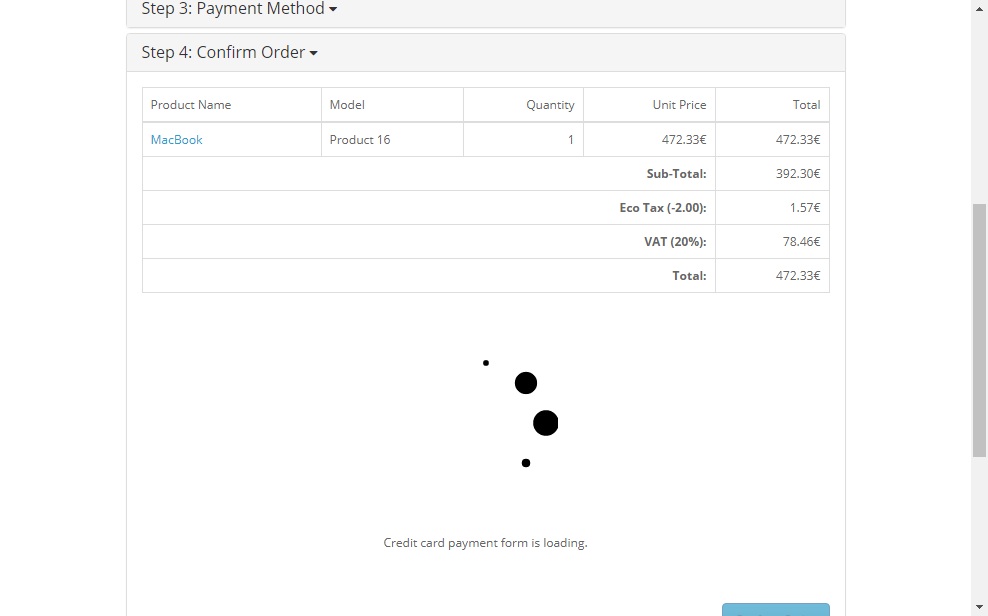 Step 3: Payment Method
Step 4: Confirm Order
Product Name Model Quantity Unit Price Total
MacBook Product 16 1 472.33€ 472.33€
Sub-Total: 392.30€
Eco Tax (-2.00): 1.57€
VAT (20%): 78.46€
Total: 472.33€
Credit card payment form is loading.